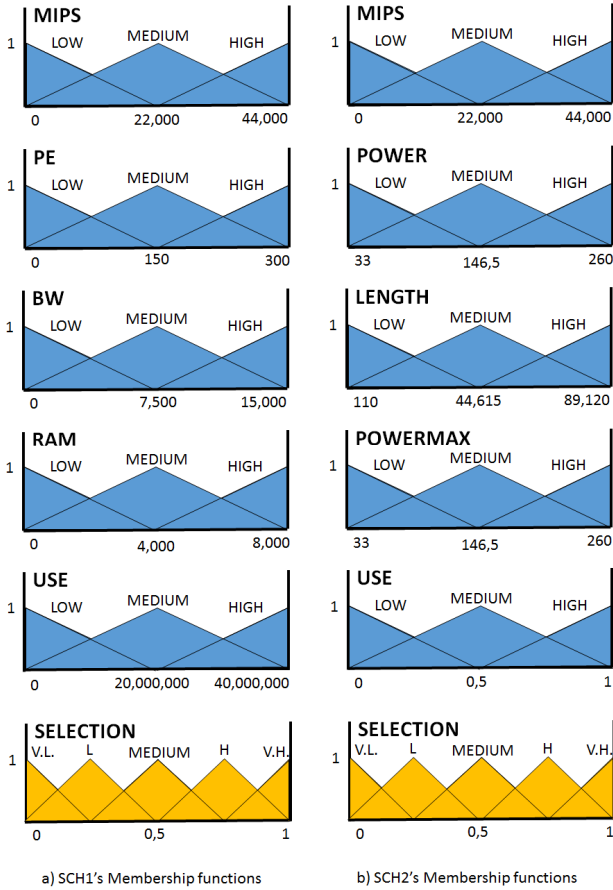 MIPS
1 LOW MEDIUM HIGH
0 22,000 44,000
PE
1 LOW MEDIUM HIGH
0 150 300
BW
1 LOW MEDIUM HIGH
0 7,500 15,000
RAM
1 LOW MEDIUM HIGH
0 4,000 8,000
USE
1 LOW MEDIUM HIGH
0 20,000,000 40,000,000
SELECTION
1 V.L. L MEDIUM H V.H.
0 0,5 1
a) SCH1's Membership functions
MIPS
1 LOW MEDIUM HIGH
0 22,000 44,000
POWER
1 LOW MEDIUM HIGH
33 146,5 260
LENGTH
1 LOW MEDIUM HIGH
110 44,615 89,120
POWERMAX
1 LOW MEDIUM HIGH
33 146,5 260
USE
1 LOW MEDIUM HIGH
0 0,5 1
SELECTION
1 V.L. L MEDIUM H V.H.
0 0,5 1
b) SCH2's Membership functions